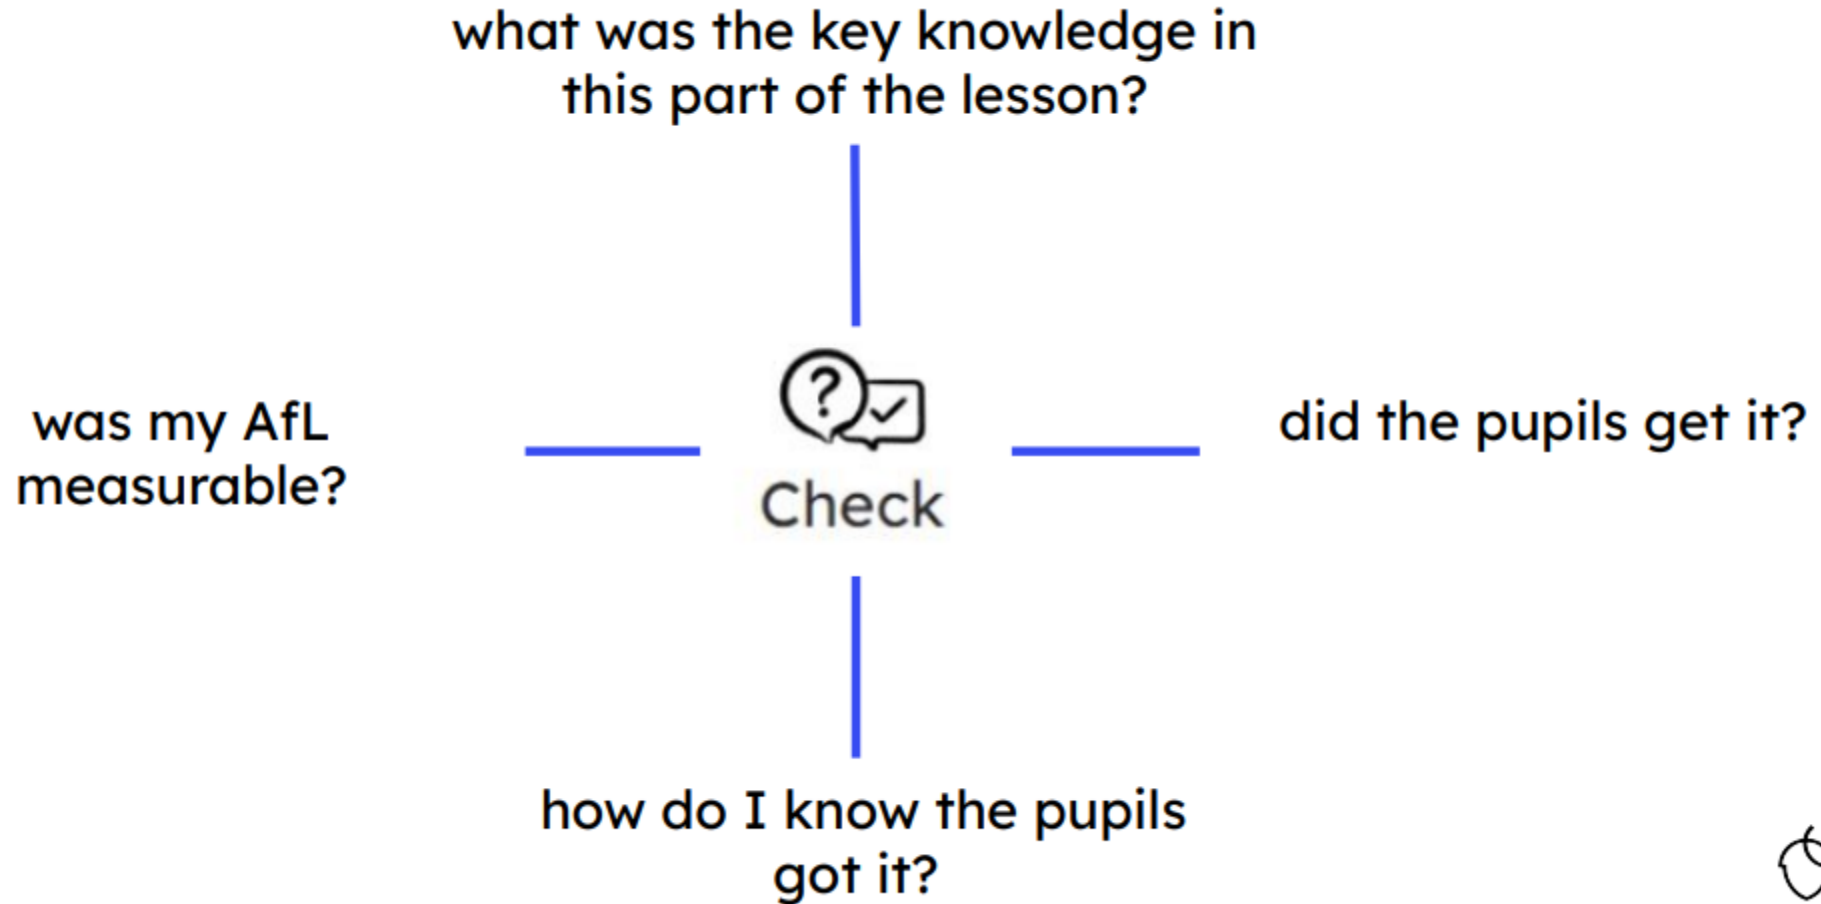 what was the key knowledge in
this part of the lesson?
was my AfL
measurable?
?
Check
did the pupils get it?
how do I know the pupils
got it?